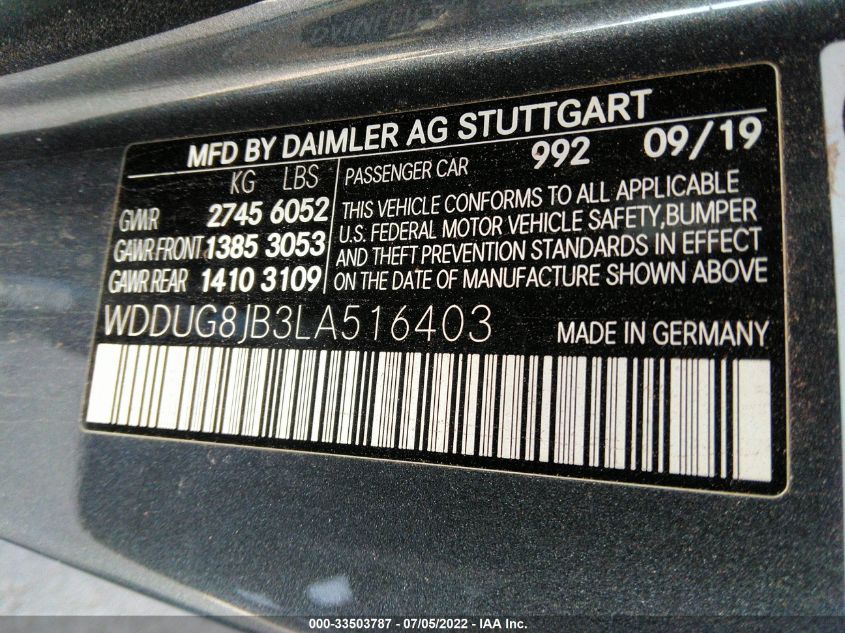 MFD BY DAIMLER AG STUTTGART
KG LBS
GVWR 2745 6052
GAWR FRONT 1385 3053
GAWR REAR 1410 3109
PASSENGER CAR 992 09/19
THIS VEHICLE CONFORMS TO ALL APPLICABLE
U.S. FEDERAL MOTOR VEHICLE SAFETY,BUMPER
AND THEFT PREVENTION STANDARDS IN EFFECT
ON THE DATE OF MANUFACTURE SHOWN ABOVE
WDDUG8JB3LA516403
MADE IN GERMANY
000-33503787 - 07/05/2022 - IAA Inc.